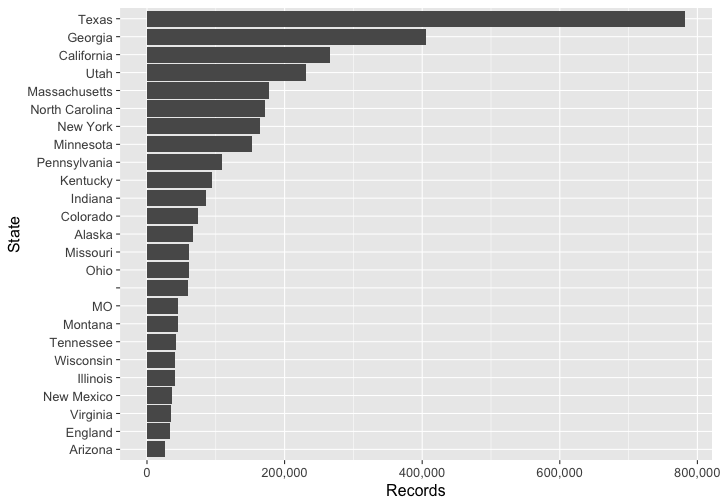 Texas
Georgia
California
Utah
Massachusetts
North Carolina
New York
Minnesota
Pennsylvania
Kentucky
Indiana
Colorado
Alaska
Missouri
Ohio
MO
Montana
Tennessee
Wisconsin
Illinois
New Mexico
Virginia
England
Arizona
State
0 200,000 400,000 600,000 800,000
Records